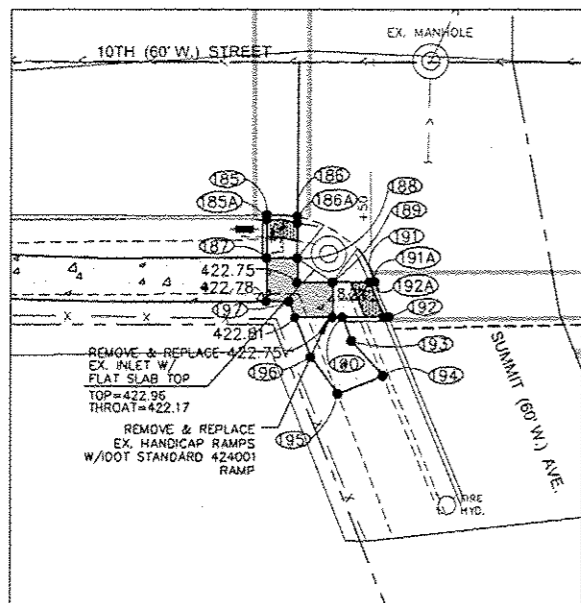 EX. MANHOLE
10TH (60' W.) STREET
185
186
188
185A
186A
189
+50
191
187
191A
422.75
192A
422.78
197
192
422.81
REMOVE & REPLACE
422.75
193
EX. INLET W/
FLAT SLAB TOP
196
194
TOP=422.96
THROAT=422.17
195
REMOVE & REPLACE
EX. HANDICAP RAMPS
W/IDOT STANDARD 424001
RAMP
SUMMIT (60' W.) AVE.
HYD.